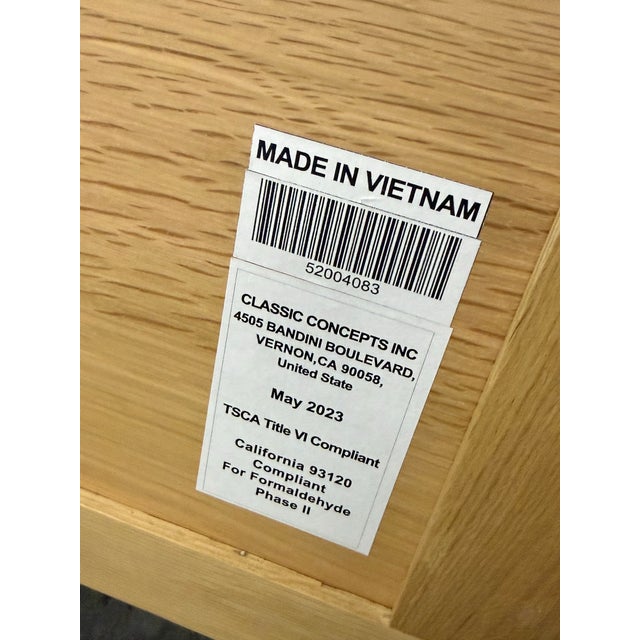 MADE IN VIETNAM
52004083
CLASSIC CONCEPTS INC
4505 BANDINI BOULEVARD,
VERNON,CA 90058,
United State
May 2023
TSCA Title VI Compliant
California 93120
Compliant
For Formaldehyde
Phase II